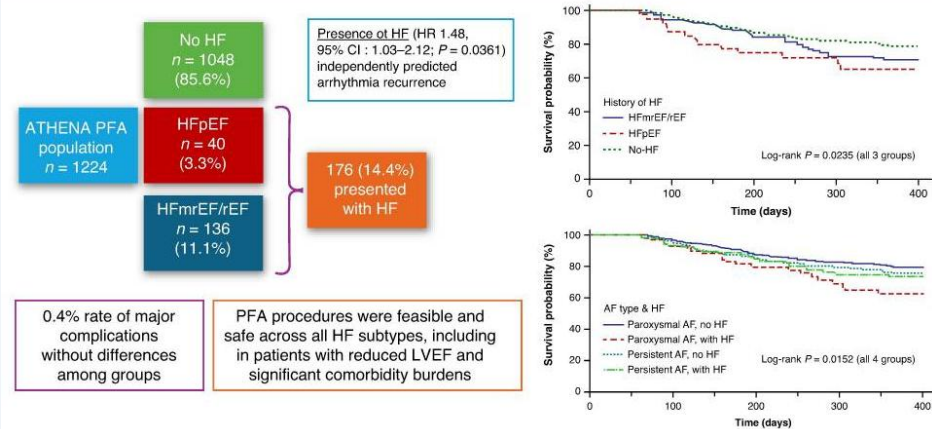 No HF
n = 1048
(85.6%)
Presence of HF (HR 1.48,
95% CI : 1.03–2.12; P = 0.0361)
independently predicted
arrhythmia recurrence
ATHENA PFA
population
n = 1224
HFpEF
n = 40
(3.3%)
176 (14.4%)
presented
with HF
HFmrEF/rEF
n = 136
(11.1%)
0.4% rate of major
complications
without differences
among groups
PFA procedures were feasible and
safe across all HF subtypes, including
in patients with reduced LVEF and
significant comorbidity burdens
Survival probability (%)
100
80
60
40
20
0
History of HF
HFmrEF/rEF
HFpEF
No-HF
Log-rank P = 0.0235 (all 3 groups)
0
100
200
300
400
Time (days)
Survival probability (%)
100
80
60
40
20
0
AF type & HF
Paroxysmal AF, no HF
Paroxysmal AF, with HF
Persistent AF, no HF
Persistent AF, with HF
Log-rank P = 0.0152 (all 4 groups)
0
100
200
300
400
Time (days)